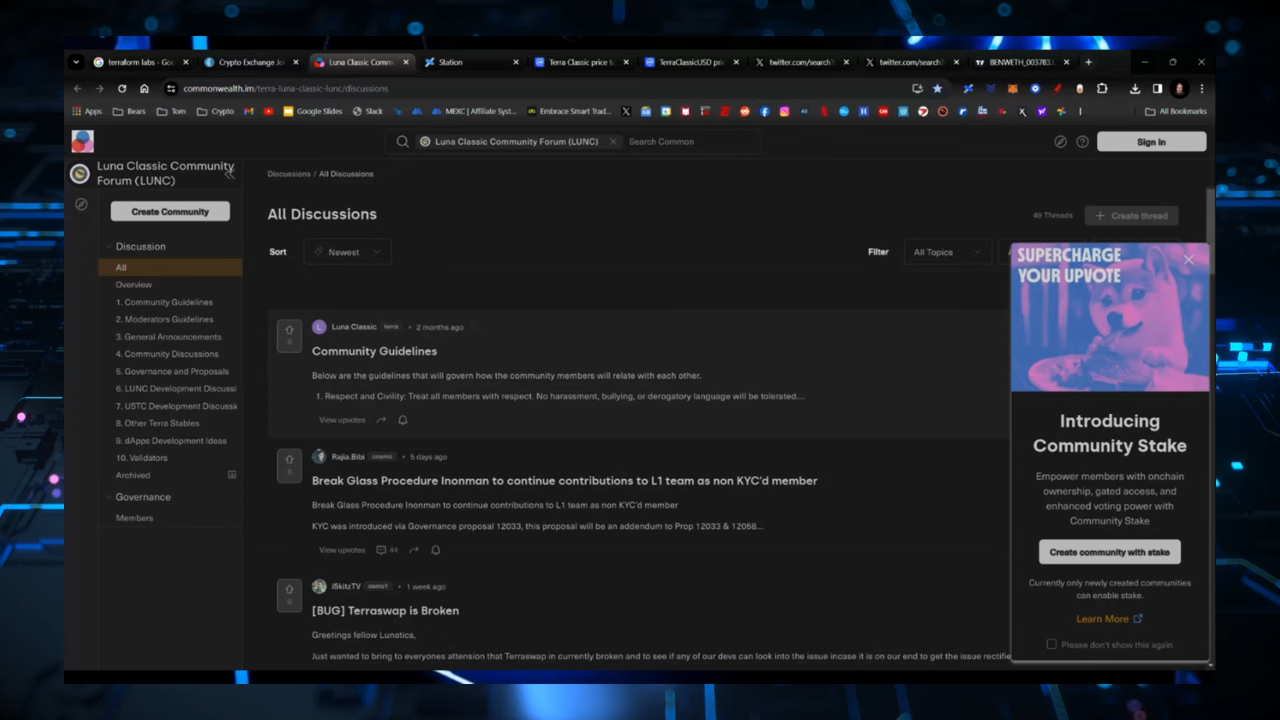 terraform labs - Goo
Crypto Exchange Jo
Luna Classic Comm
Station
Terra Classic price to
TerraClassicUSD pri
twitter.com/search
twitter.com/search
BENWETH_003783.
commonwealth.im/terra-luna-classic-lunc/discussions
Apps
Bears
Tom
Crypto
Google Slides
Slack
MEXC | Affiliate Syst...
Embrace Smart Trad...
All Bookmarks
Luna Classic Community Forum (LUNC)
Search Common
Sign in
Luna Classic Community
Forum (LUNC)
Create Community
Discussion
All
Overview
1. Community Guidelines
2. Moderators Guidelines
3. General Announcements
4. Community Discussions
5. Governance and Proposals
6. LUNC Development Discussi
7. USTC Development Discussic
8. Other Terra Stables
9. dApps Development Ideas
10. Validators
Archived
Governance
Members
Discussions / All Discussions
All Discussions
49 Threads
Create thread
Sort
Newest
Filter
All Topics
0
Luna Classic terra • 2 months ago
Community Guidelines
Below are the guidelines that will govern how the community members will relate with each other.
1. Respect and Civility: Treat all members with respect. No harassment, bullying, or derogatory language will be tolerated...
View upvotes
0
Rajia.Bibi cosmo • 5 days ago
Break Glass Procedure Inonman to continue contributions to L1 team as non KYC'd member
Break Glass Procedure Inonman to continue contributions to L1 team as non KYC'd member
KYC was introduced via Governance proposal 12033, this proposal will be an addendum to Prop 12033 & 12058...
View upvotes 44
0
iSkitzTV osmo1 • 1 week ago
[BUG] Terraswap is Broken
Greetings fellow Lunatics,
Just wanted to bring to everyones attension that Terraswap in currently broken and to see if any of our devs can look into the issue incase it is on our end to get the issue rectifie
SUPERCHARGE
YOUR UPVOTE
Introducing
Community Stake
Empower members with onchain
ownership, gated access, and
enhanced voting power with
Community Stake
Create community with stake
Currently only newly created communities
can enable stake.
Learn More
Please don't show this again